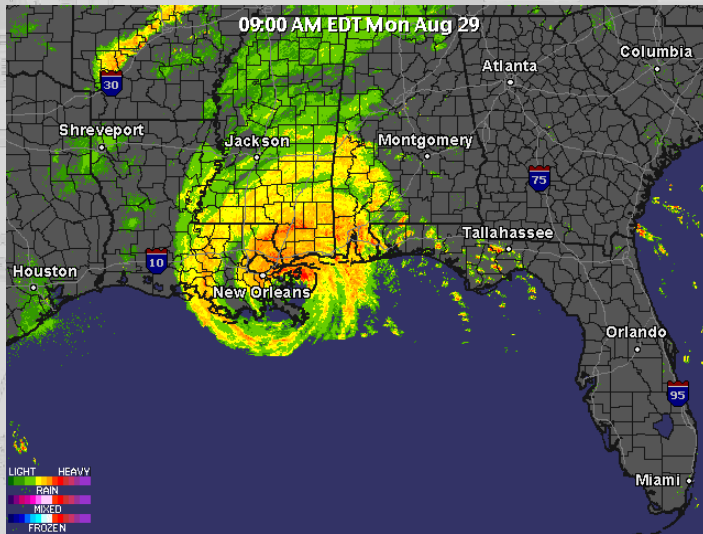 09:00 AM EDT Mon Aug 29
Columbia
Atlanta
30
Shreveport
Jackson
Montgomery
75
Tallahassee
10
Houston
New Orleans
Orlando
95
LIGHT HEAVY
RAIN
MIXED
FROZEN
Miami